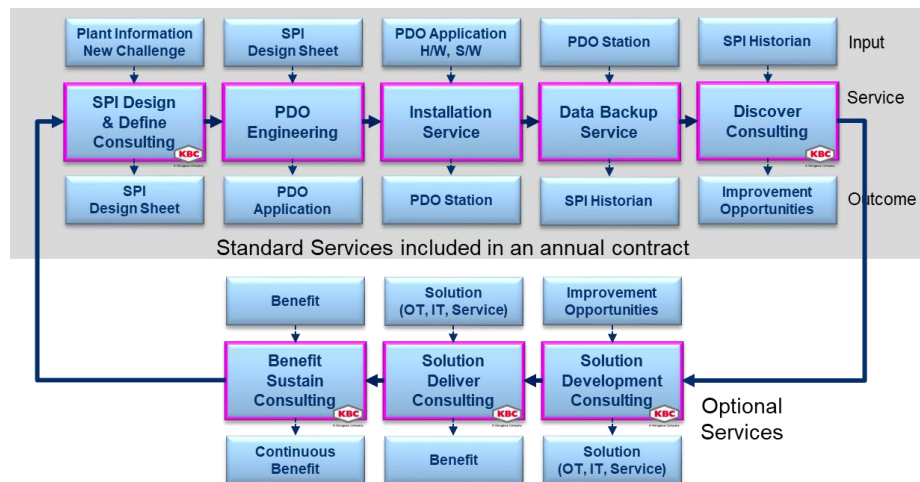 Plant Information
New Challenge
SPI
Design Sheet
PDO Application
H/W, S/W
PDO Station
SPI Historian
Input
SPI Design
& Define
Consulting
KBC
PDO
Engineering
Installation
Service
Data Backup
Service
Discover
Consulting
KBC
Service
SPI
Design Sheet
PDO
Application
PDO Station
SPI Historian
Improvement
Opportunities
Outcome
Standard Services included in an annual contract
Benefit
Solution
(OT, IT, Service)
Improvement
Opportunities
Benefit
Sustain
Consulting
KBC
Solution
Deliver
Consulting
KBC
Solution
Development
Consulting
KBC
Optional
Services
Continuous
Benefit
Benefit
Solution
(OT, IT, Service)